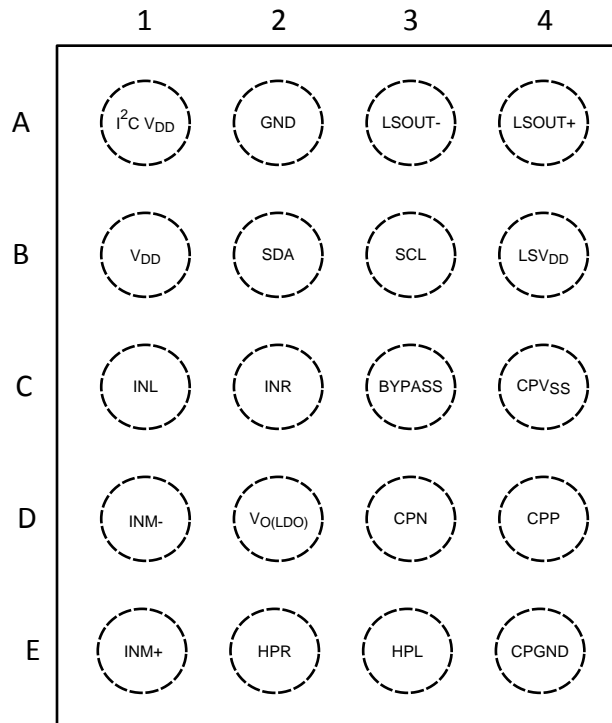 1 2 3 4
A I²C VDD GND LSOUT- LSOUT+
B VDD SDA SCL LSVDD
C INL INR BYPASS CPVSS
D INM- VO(LDO) CPN CPP
E INM+ HPR HPL CPGND